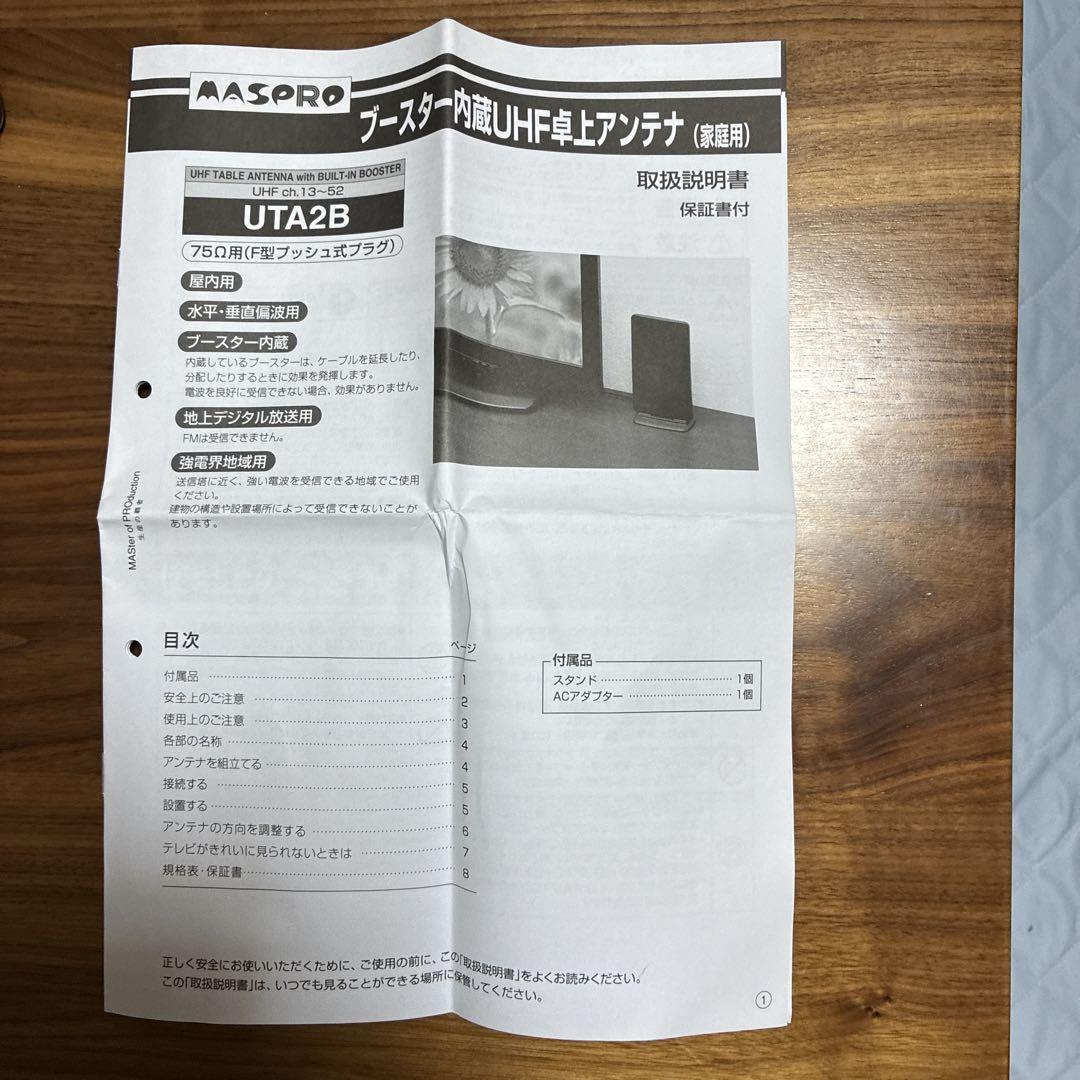 MASPRO
ブースター内蔵UHF卓上アンテナ(家庭用)
UHF TABLE ANTENNA with BUILT-IN BOOSTER
UHF ch.13〜52
UTA2B
75Ω用(F型プッシュ式プラグ)
取扱説明書
保証書付
屋内用
水平・垂直偏波用
ブースター内蔵
内蔵しているブースターは、ケーブルを延長したり、
分配したりするときに効果を発揮します。
電波を良好に受信できない場合、効果がありません。
地上デジタル放送用
FMは受信できません。
強電界地域用
送信塔に近く、強い電波を受信できる地域でご使用
ください。
建物の構造や設置場所によって受信できないことが
あります。
MASter of PROduction
生産の覇者
目次
ページ
付属品 1
安全上のご注意 2
使用上のご注意 3
各部の名称 4
アンテナを組立てる 4
接続する 5
設置する 5
アンテナの方向を調整する 6
テレビがきれいに見られないときは 7
規格表・保証書 8
付属品
スタンド 1個
ACアダプター 1個
正しく安全にお使いいただくために、ご使用の前に、この「取扱説明書」をよくお読みください。
この「取扱説明書」は、いつでも見ることができる場所に保管してください。
1